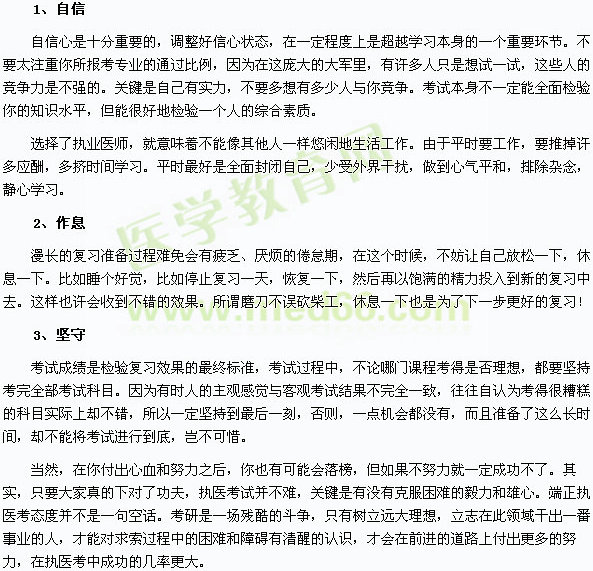 1、自信
自信心是十分重要的，调整好信心状态，在一定程度上是超越学习本身的一个重要环节。不
要太注重你所报考专业的通过比例，因为在这庞大的大军里，有许多人只是想试一试，这些人的
竞争力是不强的。关键是自己有实力，不要多想有多少人与你竞争。考试本身不一定能全面检验
你的知识水平，但能很好地检验一个人的综合素质。
选择了执业医师，就意味着不能像其他人一样悠闲地生活工作。由于平时要工作，要推掉许
多应酬，多挤时间学习。平时最好是全面封闭自己，少受外界干扰，做到心气平和，排除杂念，
静心学习。
医学教育网
2、作息
漫长的复习准备过程难免会有疲乏、厌烦的倦怠期，在这个时候，不妨让自己放松一下，休
息一下。比如睡个好觉，比如停止复习一天，恢复一下，然后再以饱满的精力投入到新的复习中
去。这样也许会收到不错的效果。所谓磨刀不误砍柴工，休息一下也是为了下一步更好的复习！
www.med66.com
3、坚守
考试成绩是检验复习效果的最终标准，考试过程中，不论哪门课程考得是否理想，都要坚持
考完全部考试科目。因为有时人的主观感觉与客观考试结果不完全一致，往往自认为考得很糟糕
的科目实际上却不错，所以一定坚持到最后一刻，否则，一点机会都没有，而且准备了这么长时
间，却不能将考试进行到底，岂不可惜。
当然，在你付出心血和努力之后，你也有可能会落榜，但如果不努力就一定成功不了。其
实，只要大家真的下对了功夫，执医考试并不难，关键是有没有克服困难的毅力和雄心。端正执
医考态度并不是一句空话。考研是一场残酷的斗争，只有树立远大理想，立志在此领域干出一番
事业的人，才能对求索过程中的困难和障碍有清醒的认识，才会在前进的道路上付出更多的努
力，在执医考中成功的几率更大。